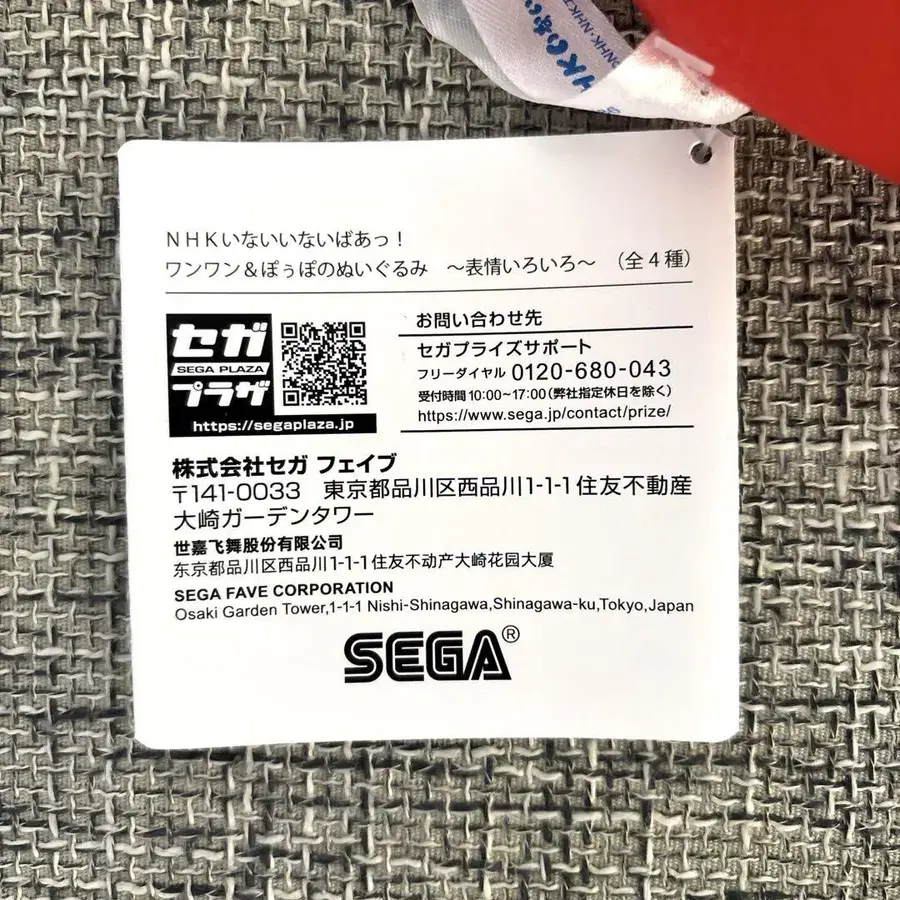 NHK・NHK
HKいない
NHKいないいないばあっ！
ワンワン＆ぽぅぽのぬいぐるみ　～表情いろいろ～　（全４種）
セガ
SEGA PLAZA
プラザ
https://segaplaza.jp
お問い合わせ先
セガプライズサポート
フリーダイヤル 0120-680-043
受付時間 10:00～17:00（弊社指定休日を除く）
https://www.sega.jp/contact/prize/
株式会社セガ フェイブ
〒141-0033　東京都品川区西品川1-1-1住友不動産
大崎ガーデンタワー
世嘉飞舞股份有限公司
东京都品川区西品川1-1-1住友不动产大崎花园大厦
SEGA FAVE CORPORATION
Osaki Garden Tower,1-1-1 Nishi-Shinagawa,Shinagawa-ku,Tokyo,Japan
SEGA®